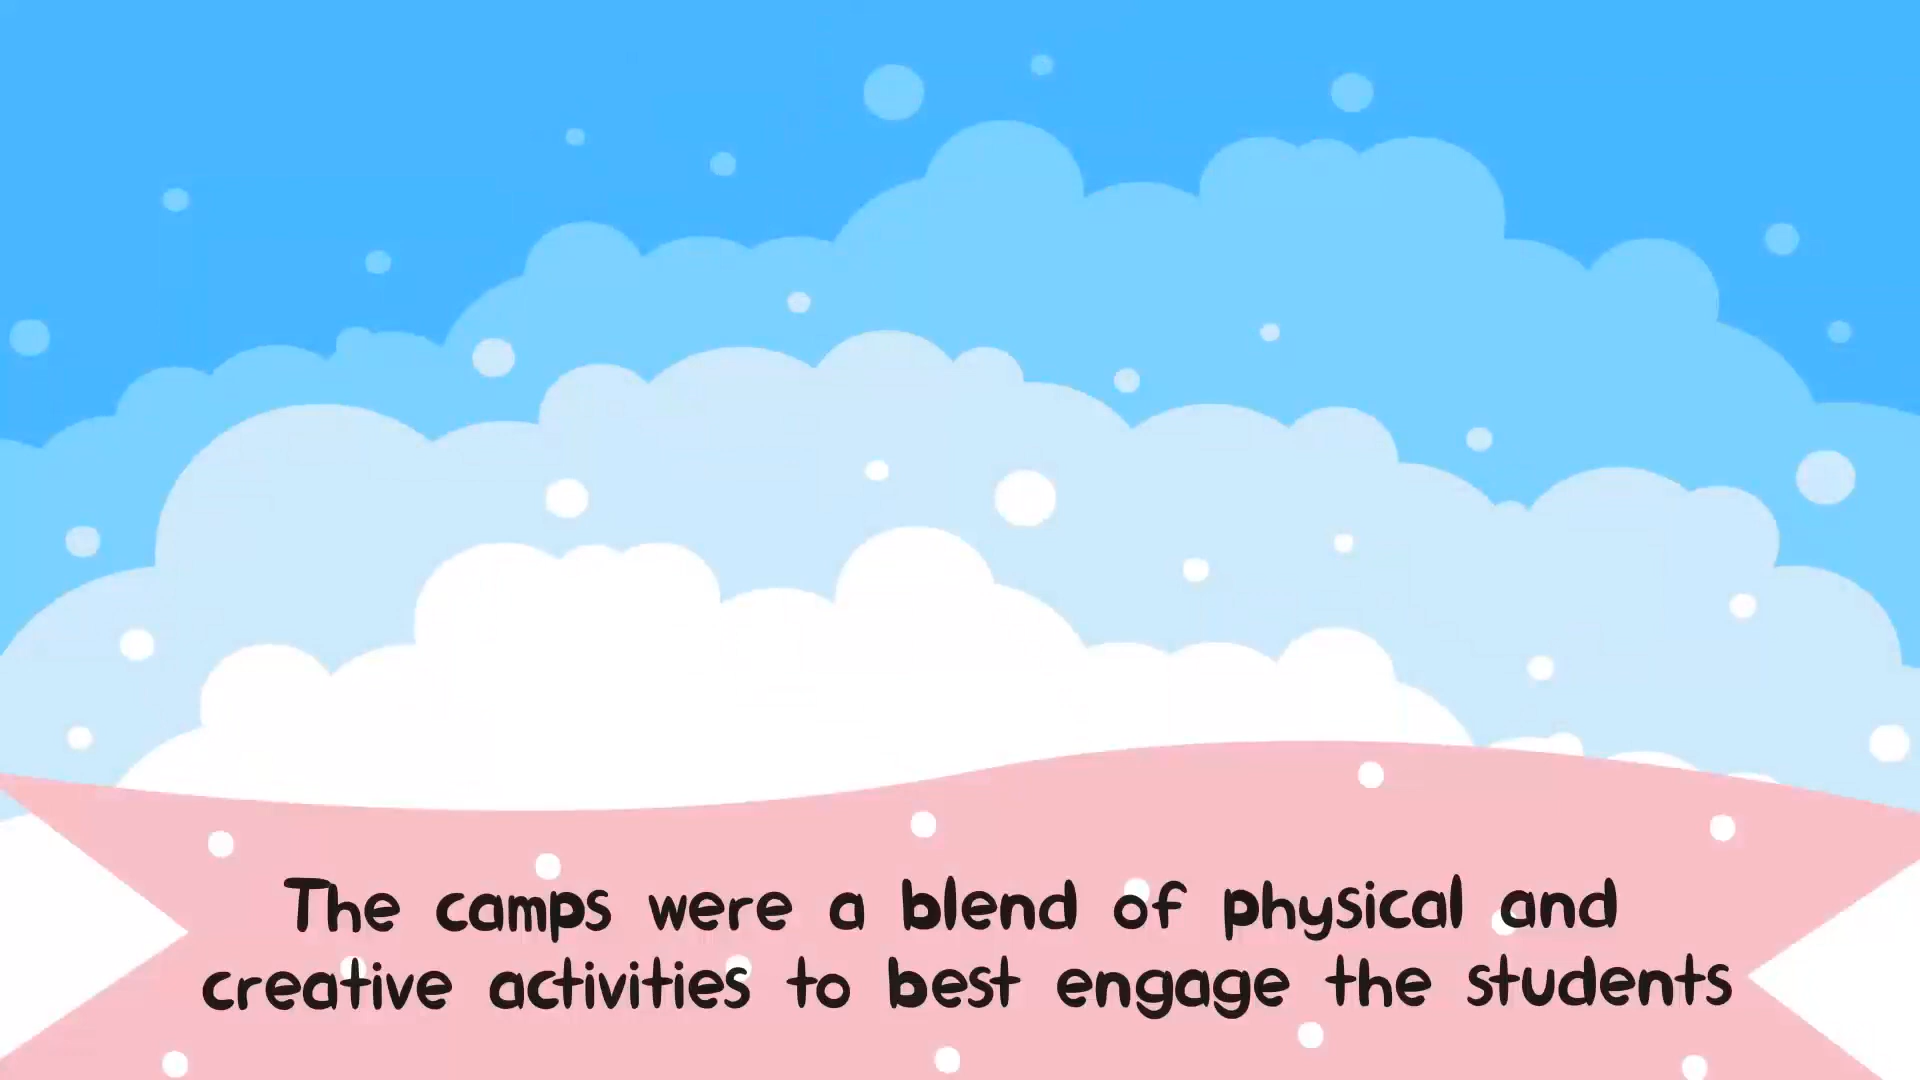 The camps were a blend of physical and
creative activities to best engage the students